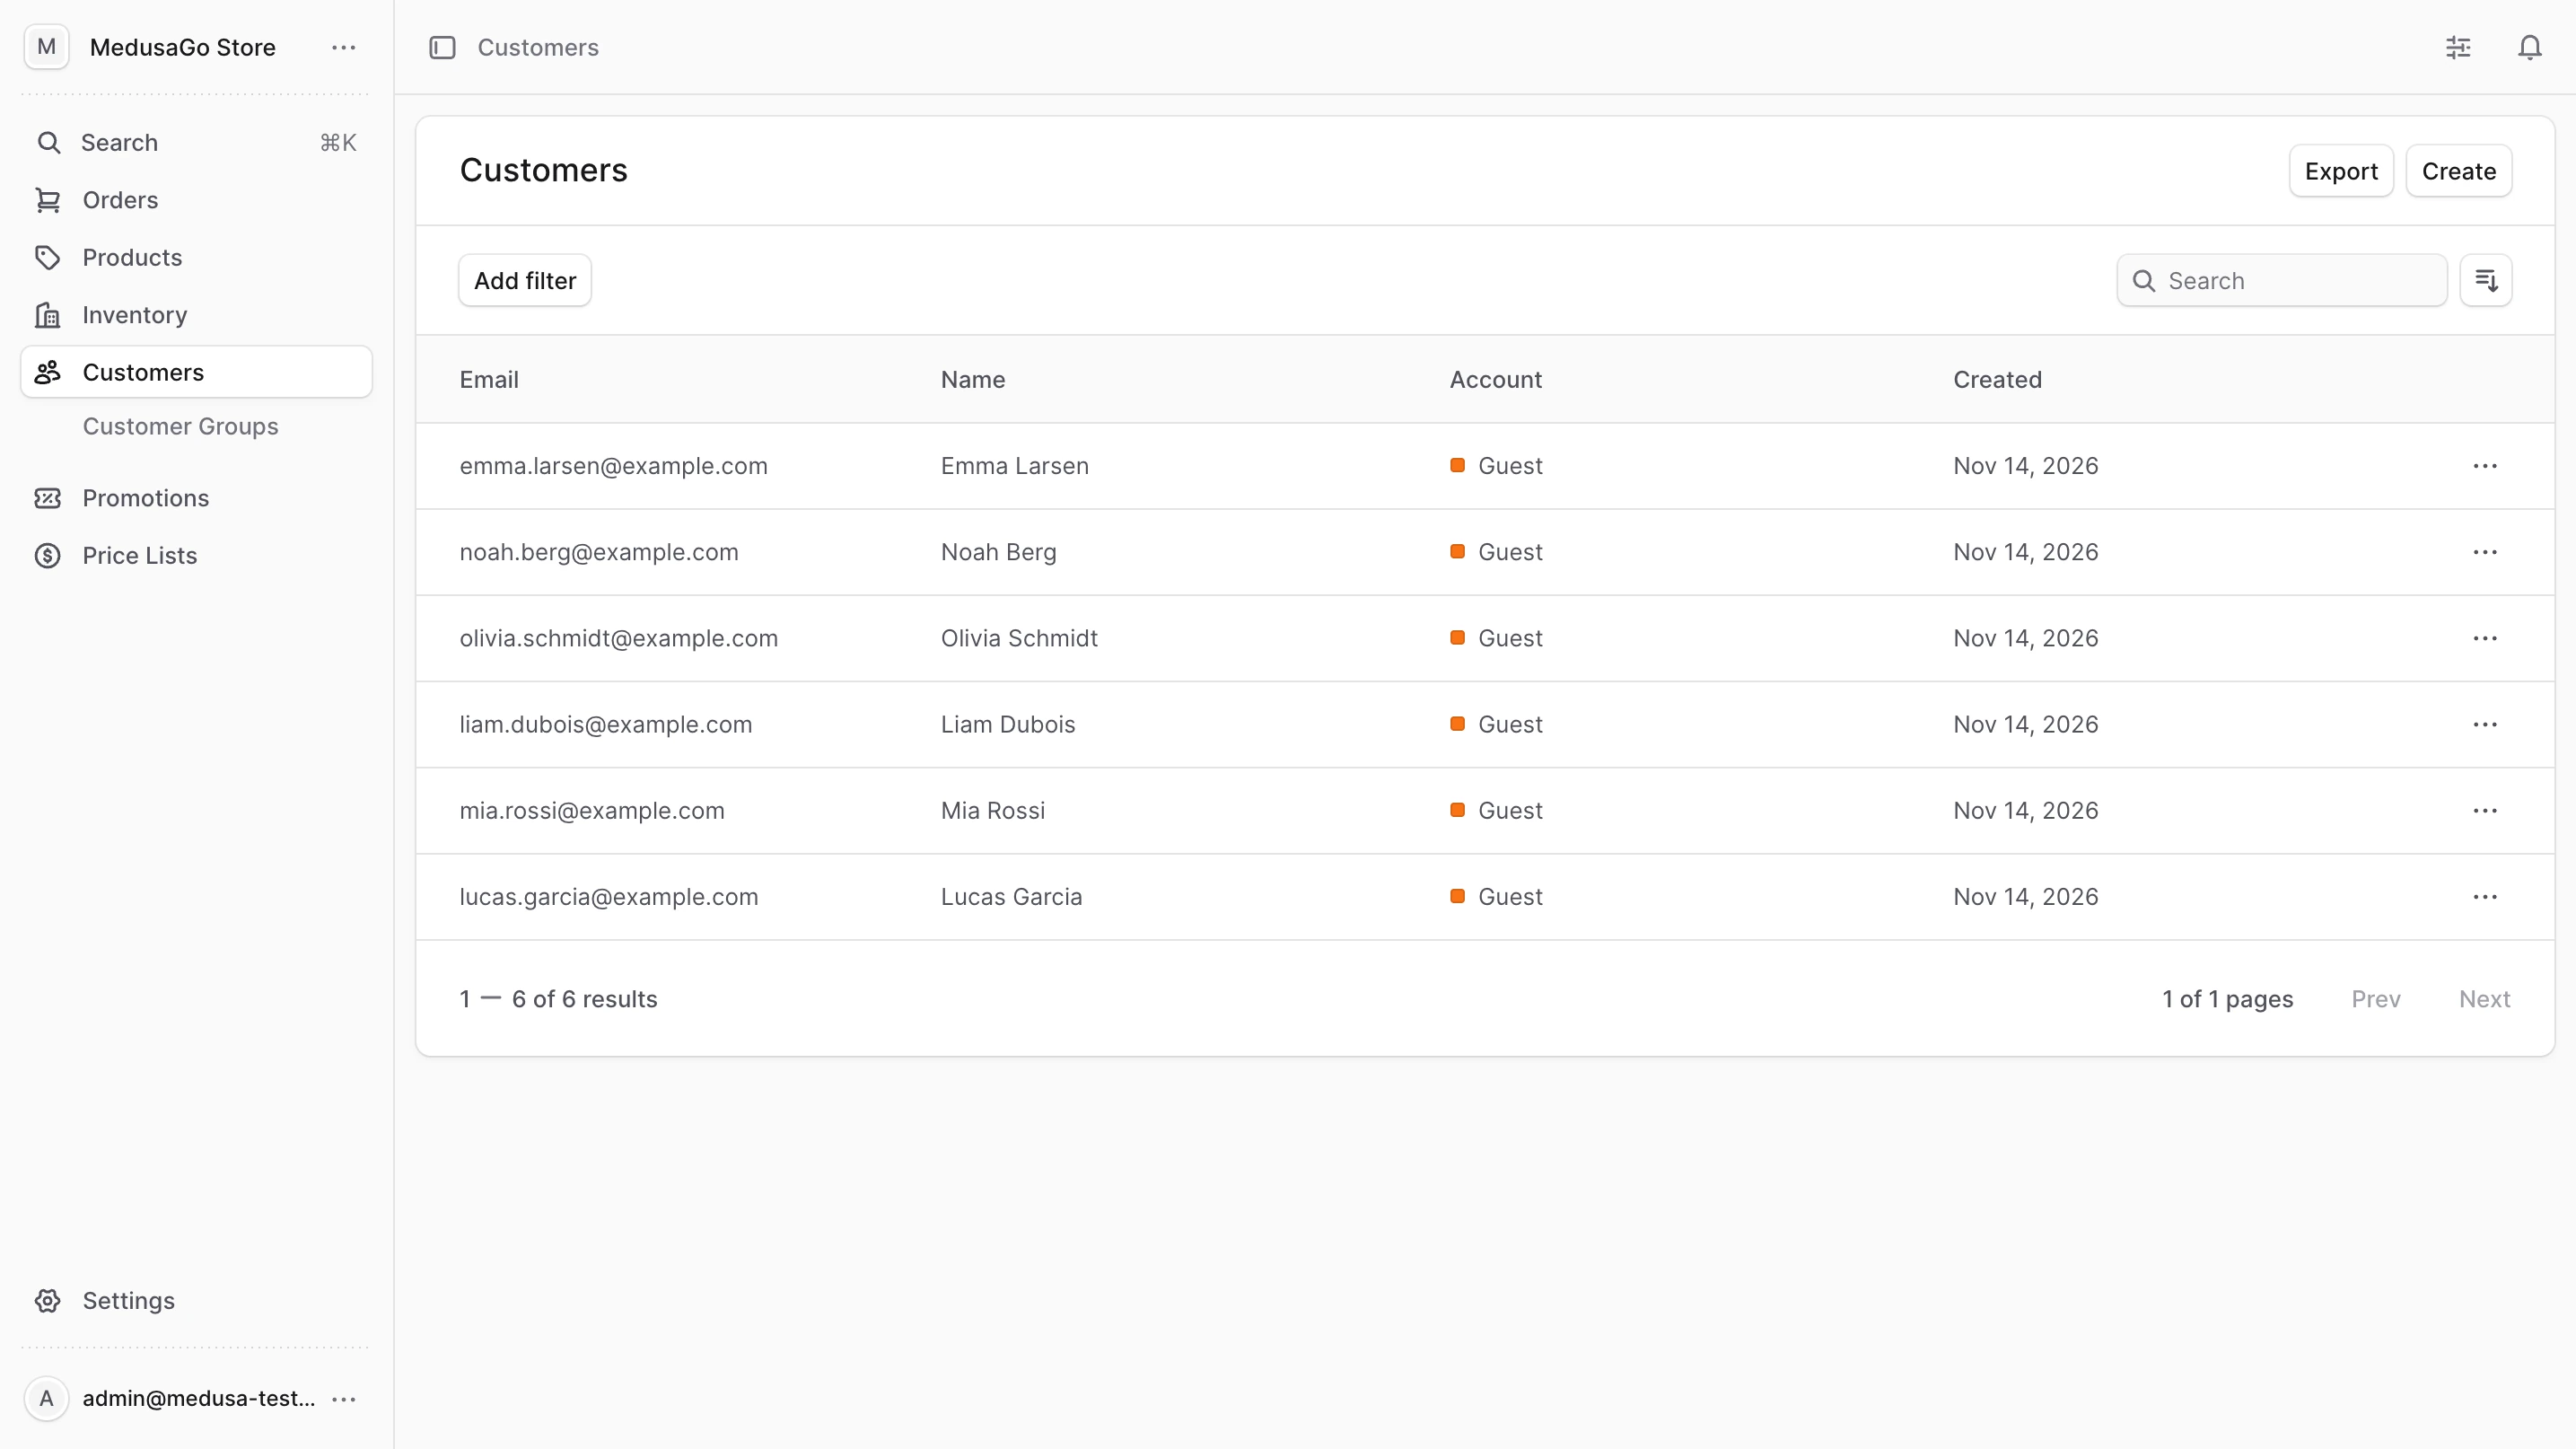 M MedusaGo Store
Search ⌘K
Orders
Products
Inventory
Customers
Customer Groups
Promotions
Price Lists
Settings
A admin@medusa-test...
Customers
Customers
Export Create
Add filter
Search
Email Name Account Created
emma.larsen@example.com Emma Larsen Guest Nov 14, 2026
noah.berg@example.com Noah Berg Guest Nov 14, 2026
olivia.schmidt@example.com Olivia Schmidt Guest Nov 14, 2026
liam.dubois@example.com Liam Dubois Guest Nov 14, 2026
mia.rossi@example.com Mia Rossi Guest Nov 14, 2026
lucas.garcia@example.com Lucas Garcia Guest Nov 14, 2026
1 — 6 of 6 results 1 of 1 pages Prev Next